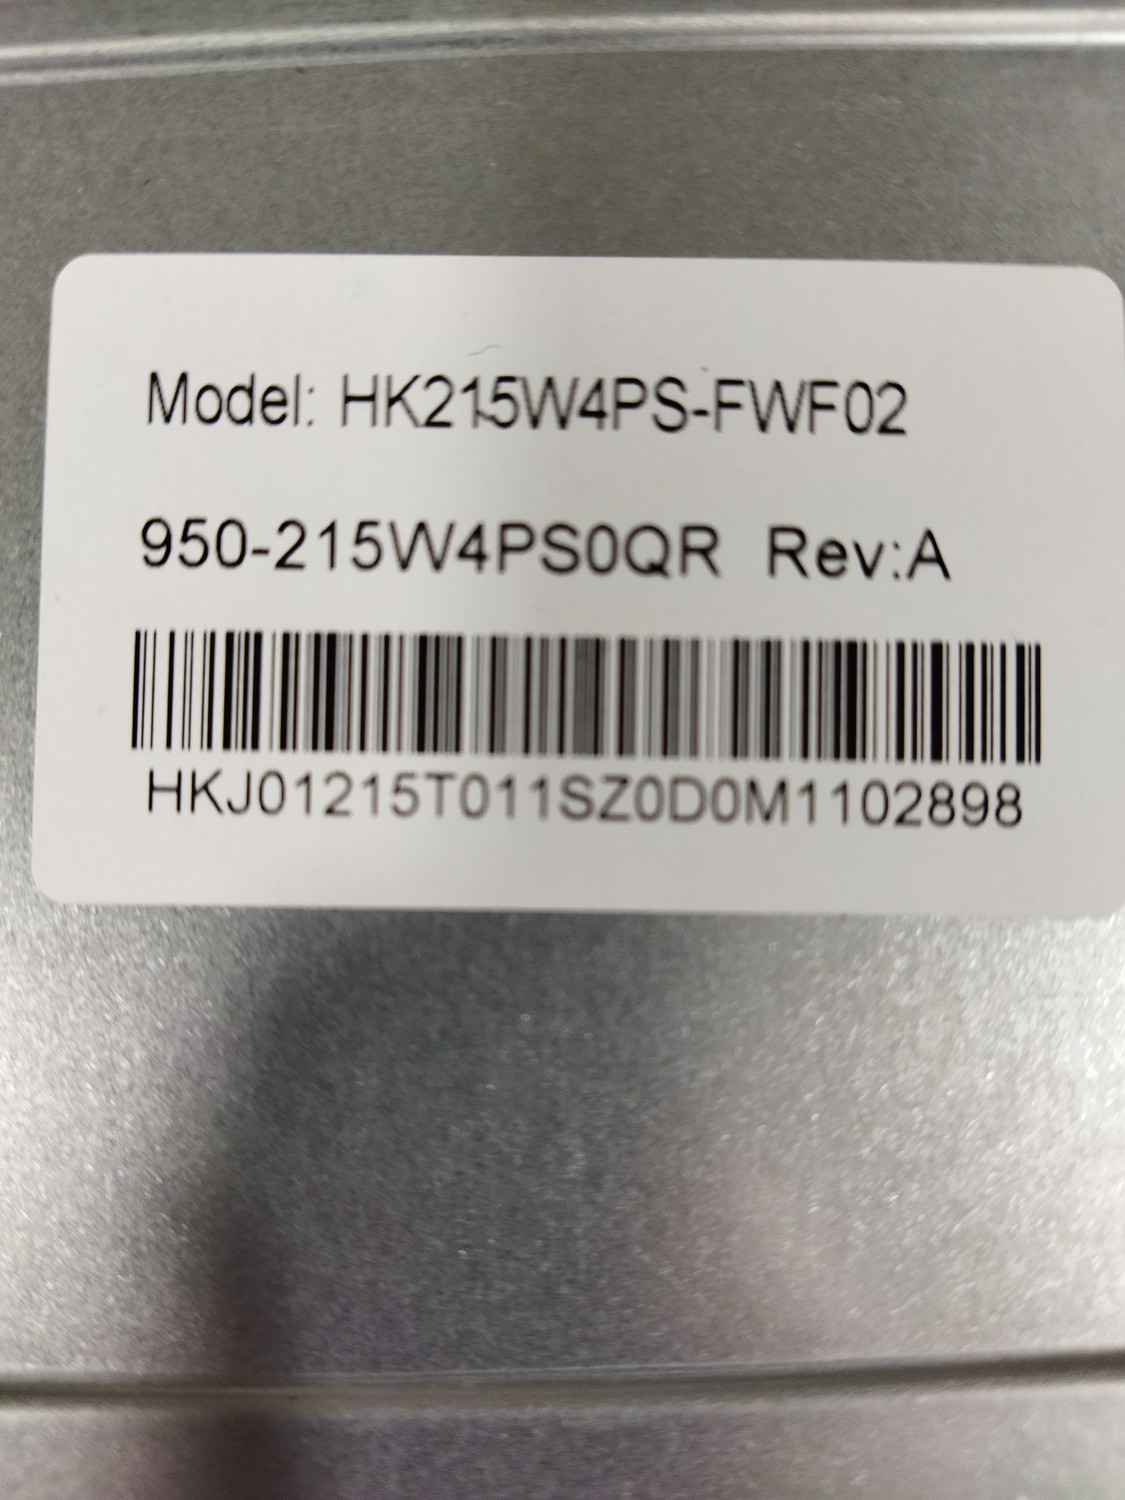 Model: HK215W4PS-FWF02
950-215W4PS0QR Rev:A
HKJ01215T011SZ0D0M1102898